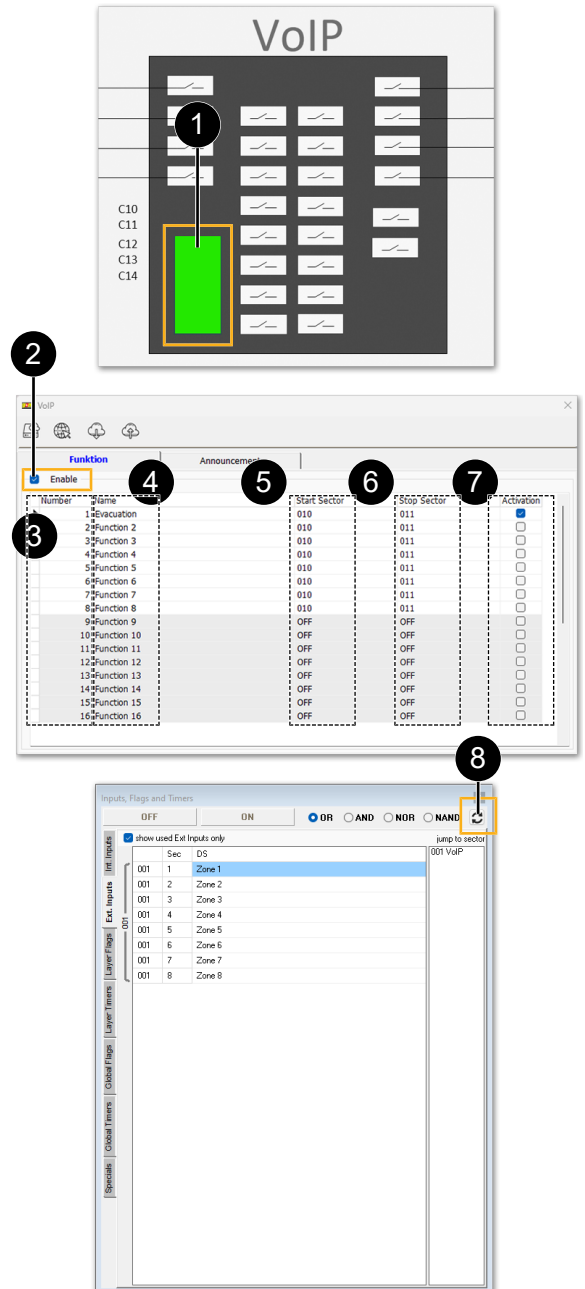 VoIP
1
C10
C11
C12
C13
C14
2
VoIP
Funktion
4 5 6 7
Enable
Number Name Start Sector Stop Sector Activation
1 Evacuation 010 011
3
2 Function 2 010 011
3 Function 3 010 011
4 Function 4 010 011
5 Function 5 010 011
6 Function 6 010 011
7 Function 7 010 011
8 Function 8 010 011
9 Function 9 OFF OFF
10 Function 10 OFF OFF
11 Function 11 OFF OFF
12 Function 12 OFF OFF
13 Function 13 OFF OFF
14 Function 14 OFF OFF
15 Function 15 OFF OFF
16 Function 16 OFF OFF
8
Inputs, Flags and Timers
OFF ON OR AND NOR NAND
show used Ext Inputs only jump to sector
Sec DS 001 VoIP
001 1 Zone 1
001 2 Zone 2
001 3 Zone 3
001 4 Zone 4
001 5 Zone 5
001 6 Zone 6
001 7 Zone 7
001 8 Zone 8
001
Int. Inputs
Ext. Inputs
Layer Flags
Layer Timers
Global Flags
Global Timers
Specials